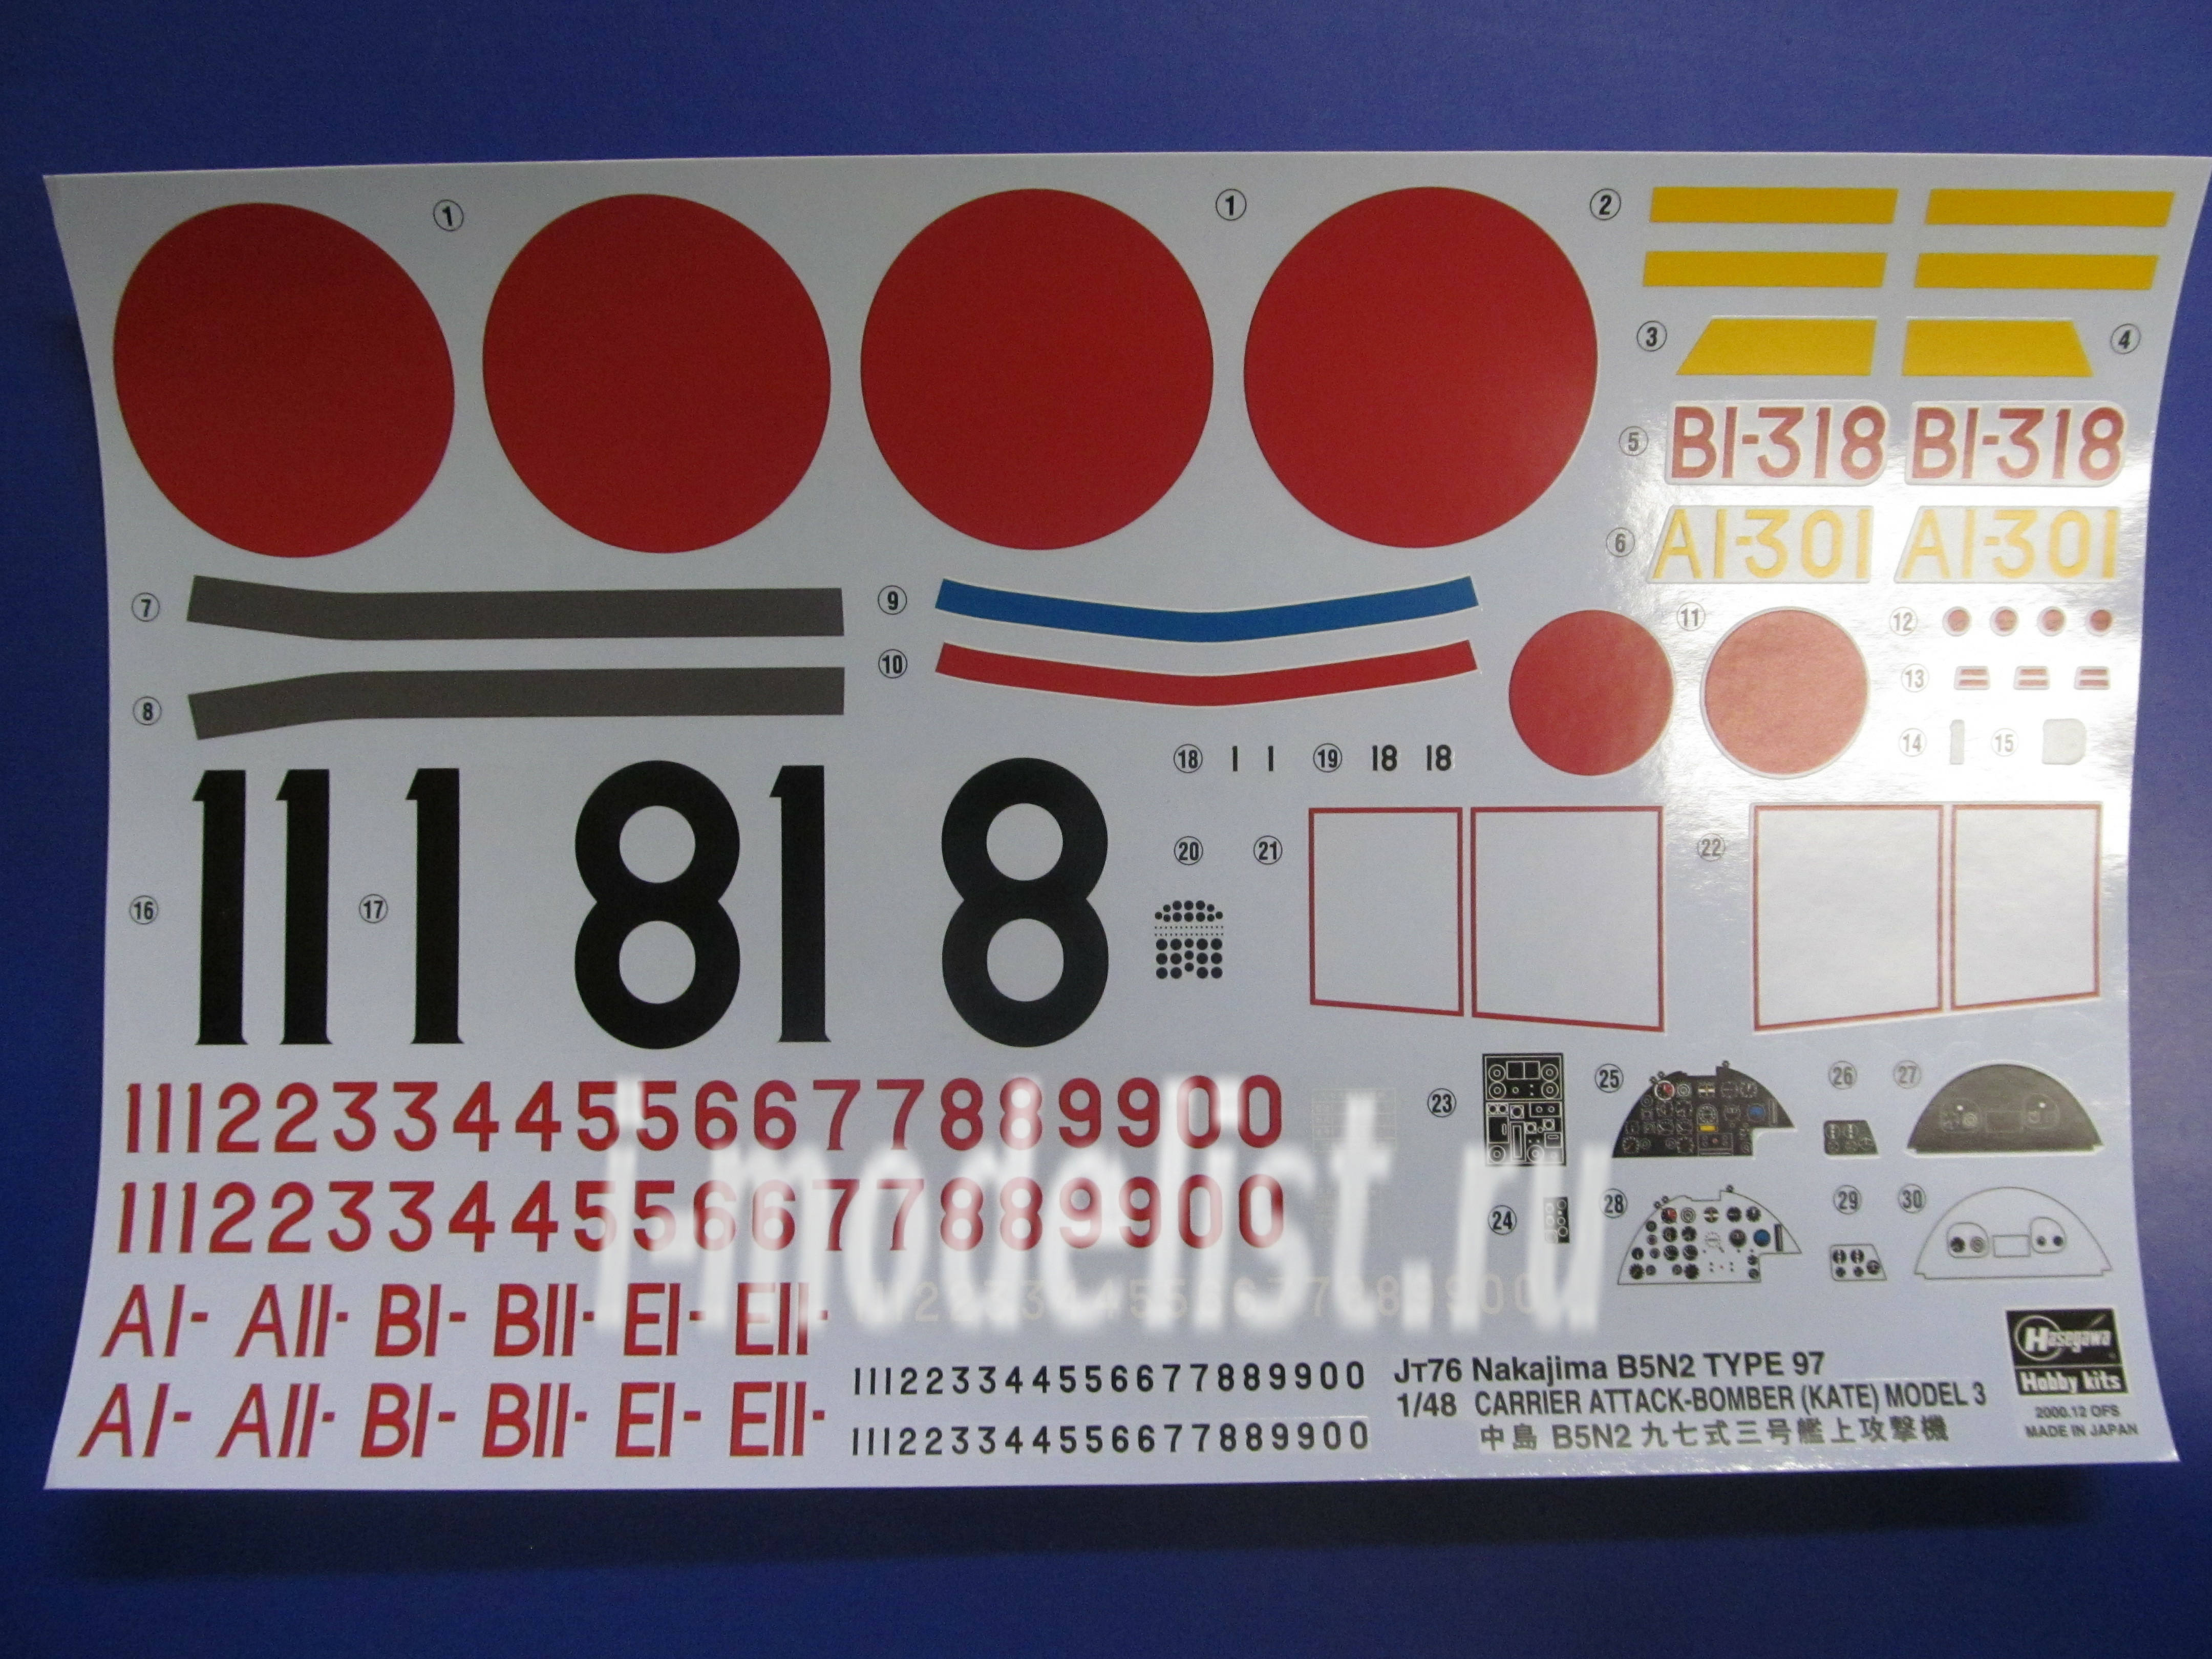 1 1 2
3 4
5 BI-318 BI-318
6 AI-301 AI-301
7 9 11 12
8 10 13
18 1 1 19 18 18 14 15
16 11 17 1 81 8
20 21 22
111223344556677889900
23 25 26 27
111223344556677889900
24 28 29 30
i-modelist.ru
AI- AII- BI- BII- EI- EII-
AI- AII- BI- BII- EI- EII-
111223344556677889900
111223344556677889900
JT76 Nakajima B5N2 TYPE 97
1/48 CARRIER ATTACK-BOMBER (KATE) MODEL 3
中島 B5N2 九七式三号艦上攻撃機
Hasegawa
Hobby kits
2000.12 OFS
MADE IN JAPAN